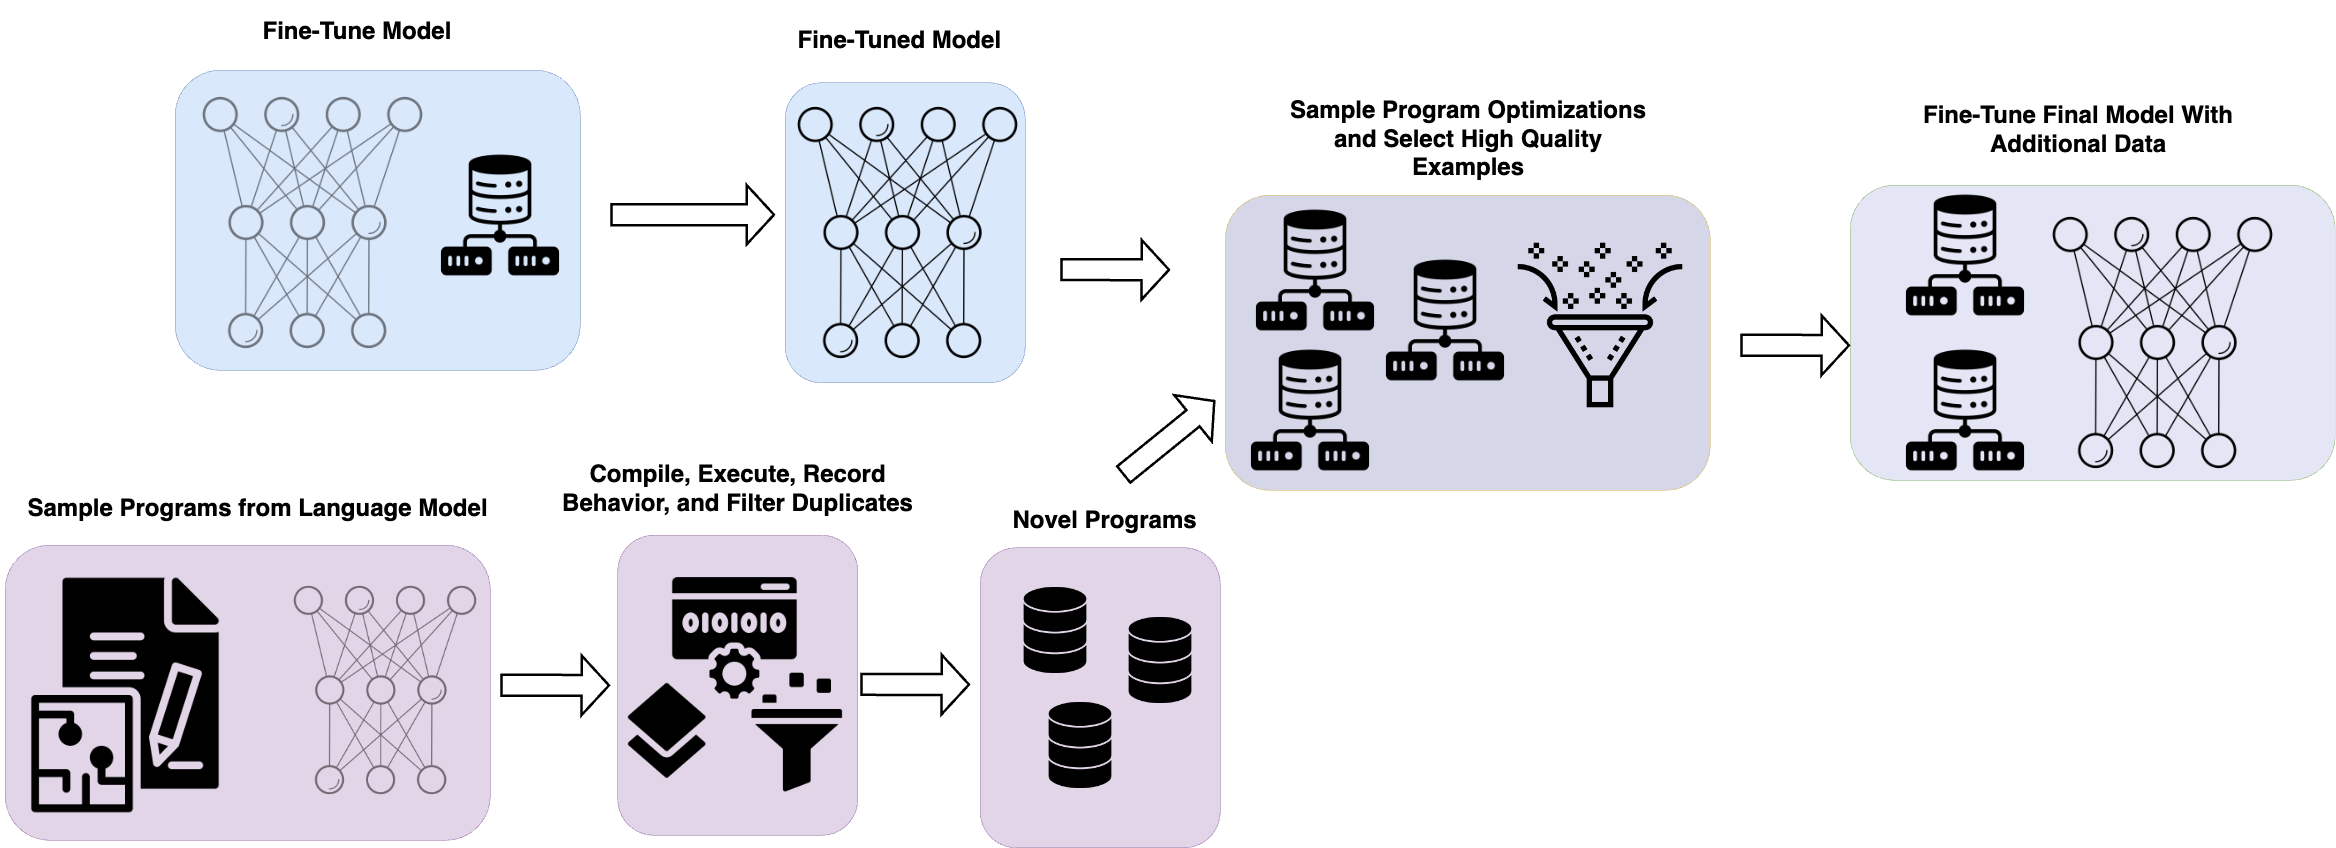 Fine-Tune Model
Fine-Tuned Model
Sample Program Optimizations
and Select High Quality
Examples
Fine-Tune Final Model With
Additional Data
Sample Programs from Language Model
Compile, Execute, Record
Behavior, and Filter Duplicates
Novel Programs
0101010